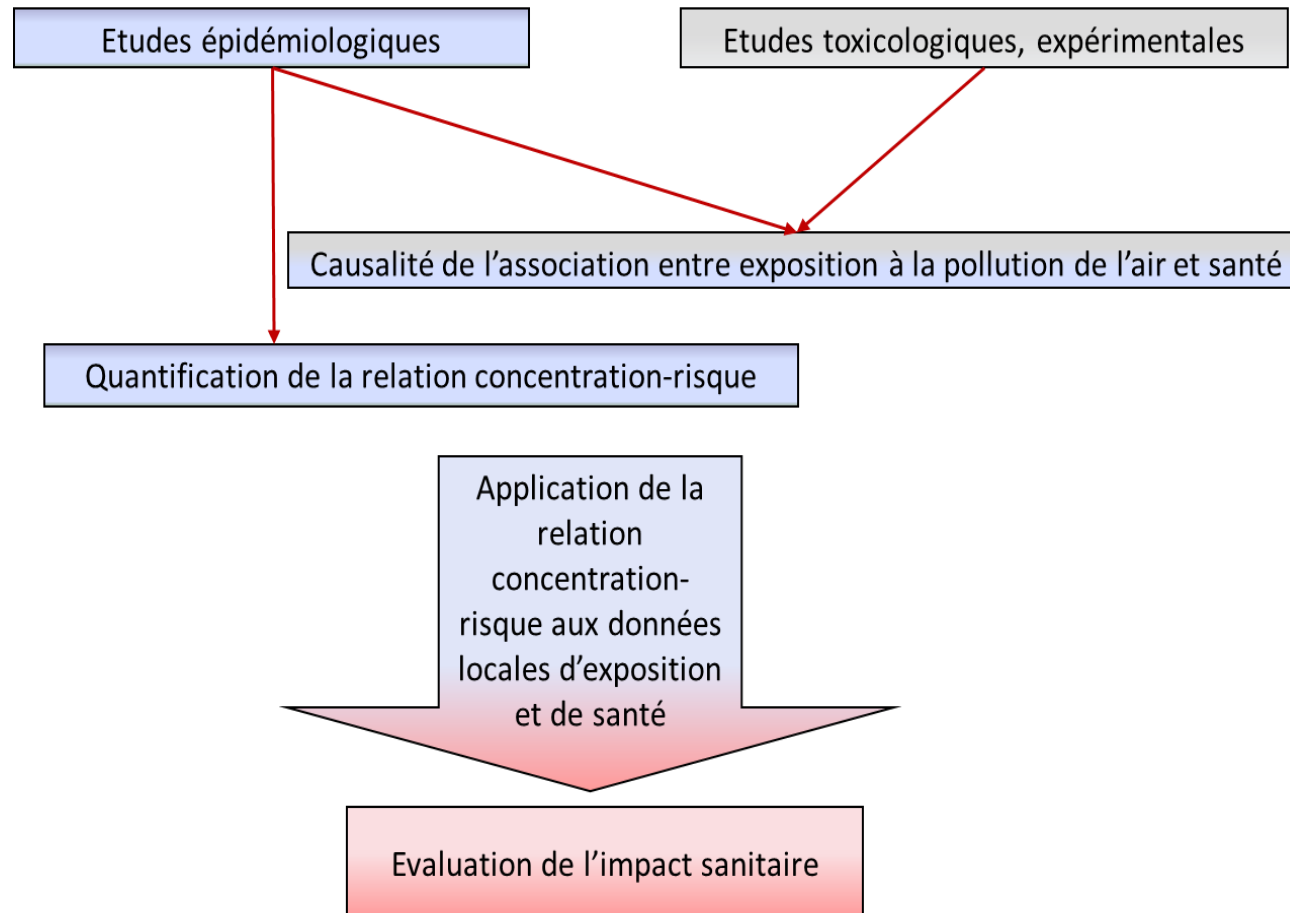 Etudes épidémiologiques
Etudes toxicologiques, expérimentales
Causalité de l’association entre exposition à la pollution de l’air et santé
Quantification de la relation concentration-risque
Application de la
relation
concentration-
risque aux données
locales d’exposition
et de santé
Evaluation de l’impact sanitaire